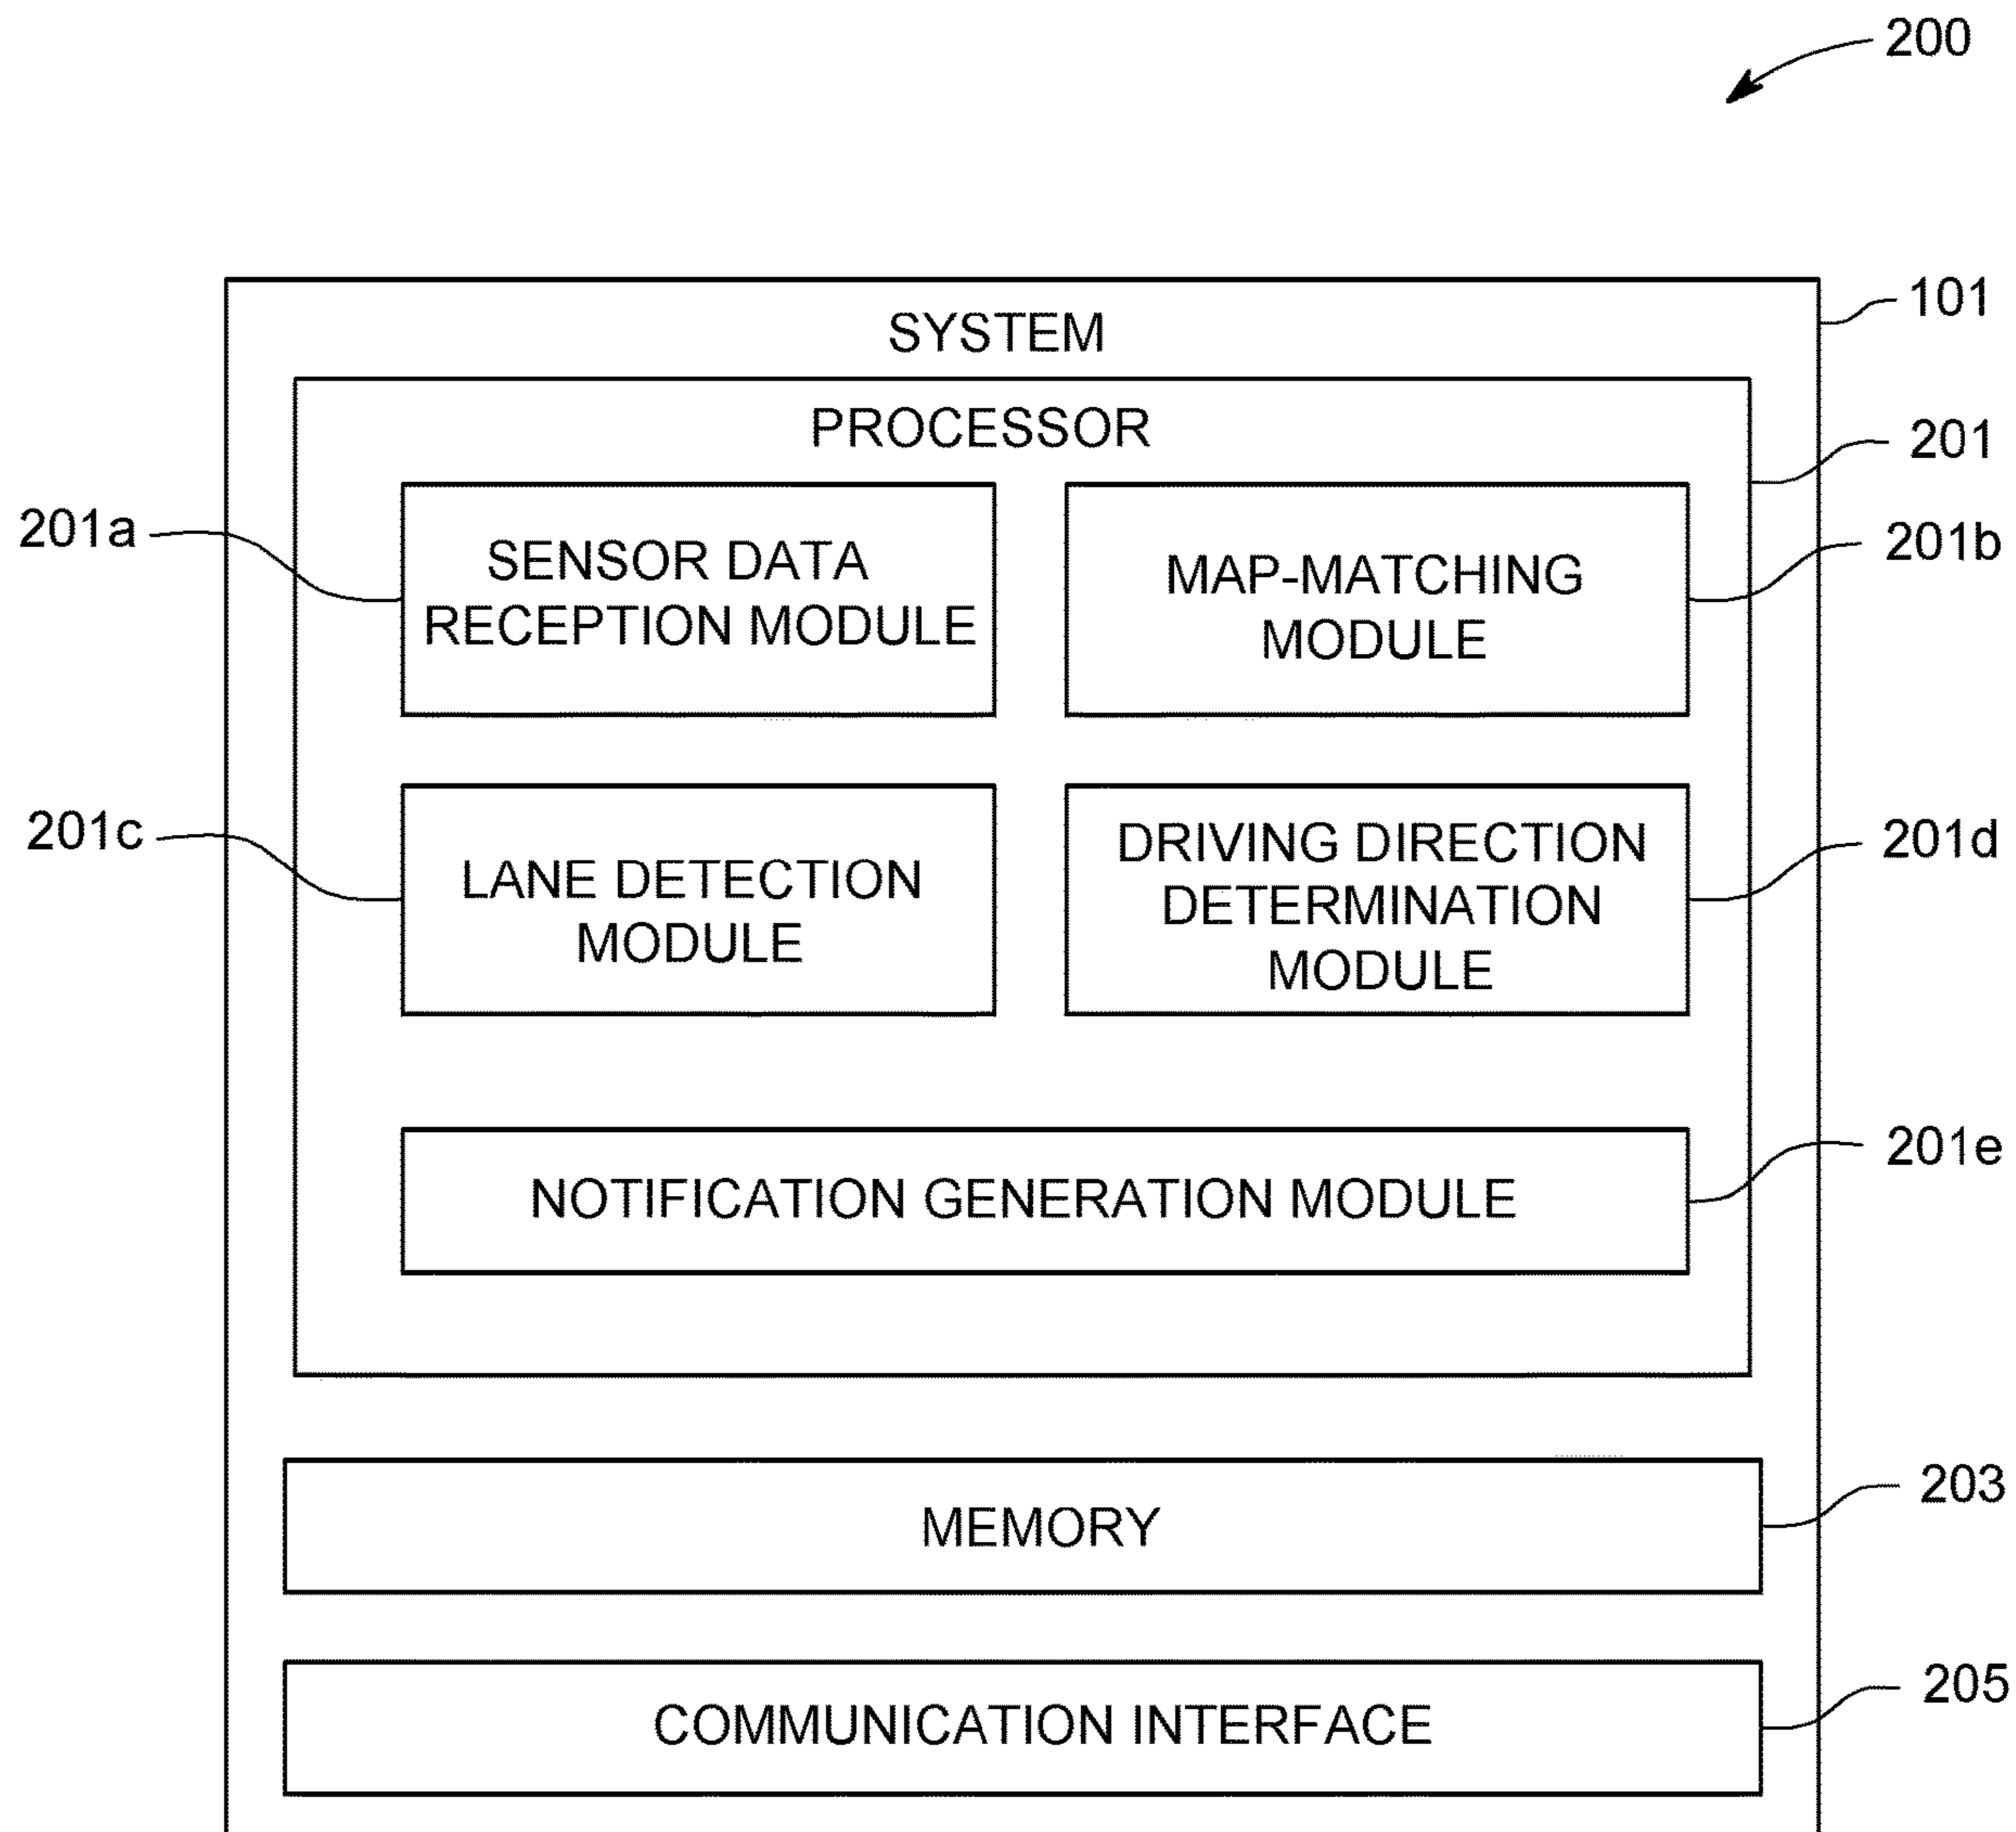 200
101
SYSTEM
PROCESSOR
201
201a
SENSOR DATA
RECEPTION MODULE
MAP-MATCHING
MODULE
201b
201c
LANE DETECTION
MODULE
DRIVING DIRECTION
DETERMINATION
MODULE
201d
NOTIFICATION GENERATION MODULE
201e
MEMORY
203
COMMUNICATION INTERFACE
205